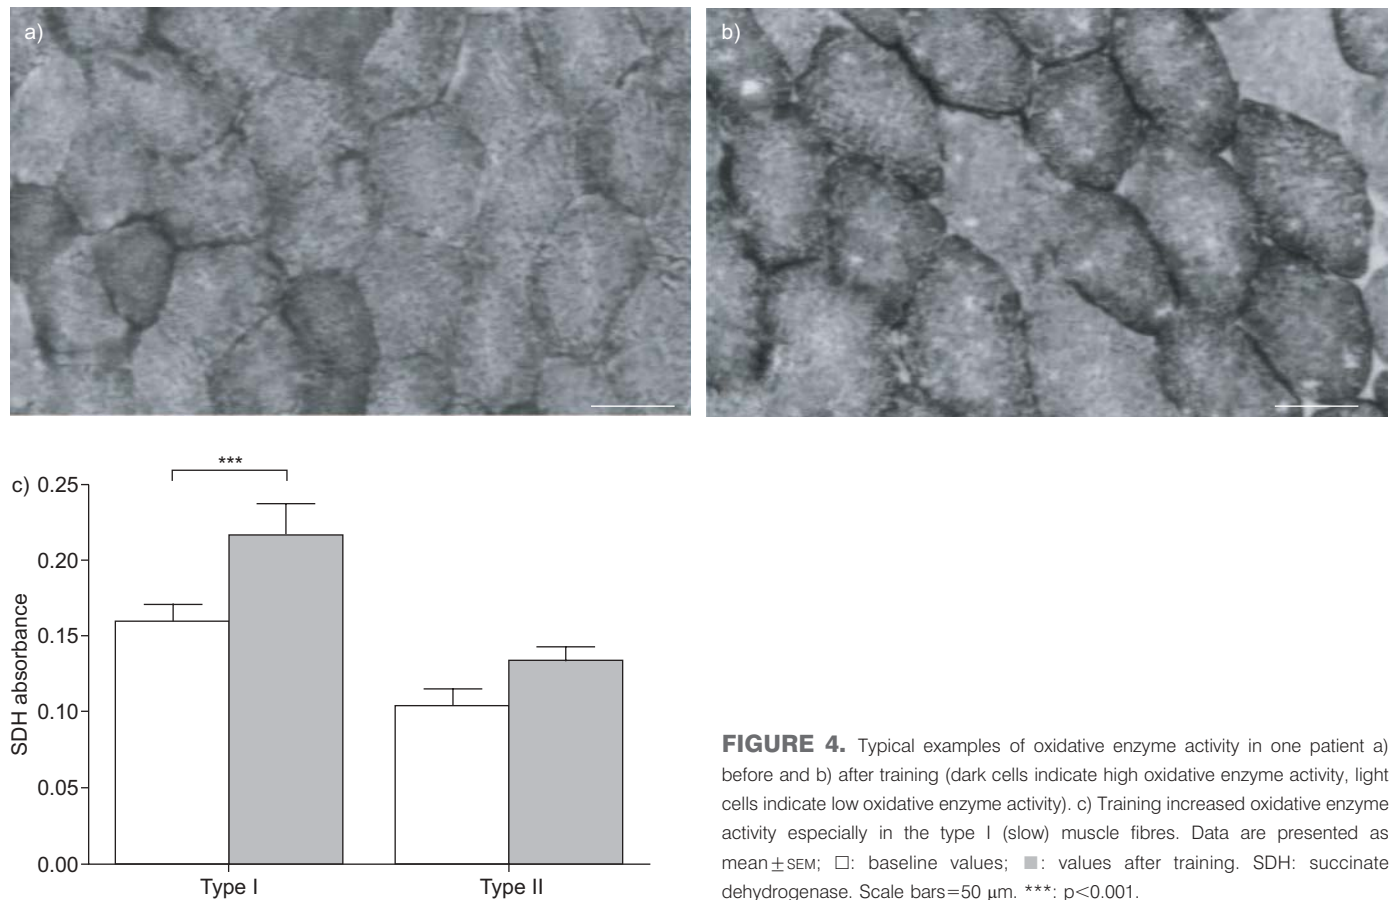 a)
b)
c)
***
0.25
0.20
0.15
0.10
0.05
0.00
SDH absorbance
Type I
Type II
FIGURE 4. Typical examples of oxidative enzyme activity in one patient a)
before and b) after training (dark cells indicate high oxidative enzyme activity, light
cells indicate low oxidative enzyme activity). c) Training increased oxidative enzyme
activity especially in the type I (slow) muscle fibres. Data are presented as
mean±SEM; □: baseline values; ■: values after training. SDH: succinate
dehydrogenase. Scale bars=50 μm. ***: p<0.001.